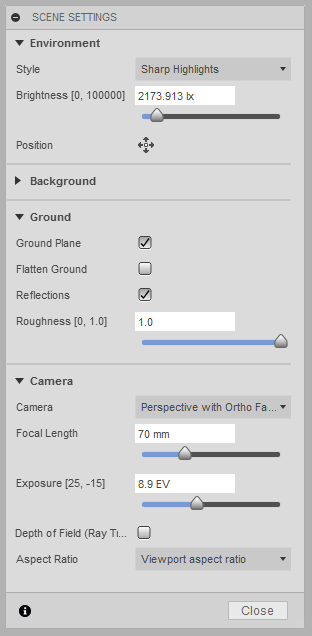 SCENE SETTINGS
Environment
Style Sharp Highlights
Brightness [0, 100000] 2173.913 lx
Position
Background
Ground
Ground Plane
Flatten Ground
Reflections
Roughness [0, 1.0] 1.0
Camera
Camera Perspective with Ortho Fa...
Focal Length 70 mm
Exposure [25, -15] 8.9 EV
Depth of Field (Ray Tr...
Aspect Ratio Viewport aspect ratio
Close